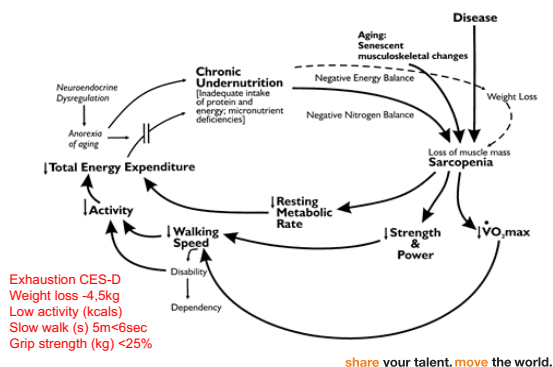 Disease
Aging:
Senescent
musculoskeletal changes
Chronic
Undernutrition
[Inadequate intake
of protein and
energy; micronutrient
deficiencies]
Negative Energy Balance
Weight Loss
Negative Nitrogen Balance
Neuroendocrine
Dysregulation
Anorexia
of aging
Loss of muscle mass
Sarcopenia
↓Total Energy Expenditure
↓Resting
Metabolic
Rate
↓Activity
↓Walking
Speed
↓Strength
&
Power
↓V̇O2max
Disability
Dependency
Exhaustion CES-D
Weight loss -4,5kg
Low activity (kcals)
Slow walk (s) 5m<6sec
Grip strength (kg) <25%
share your talent. move the world.